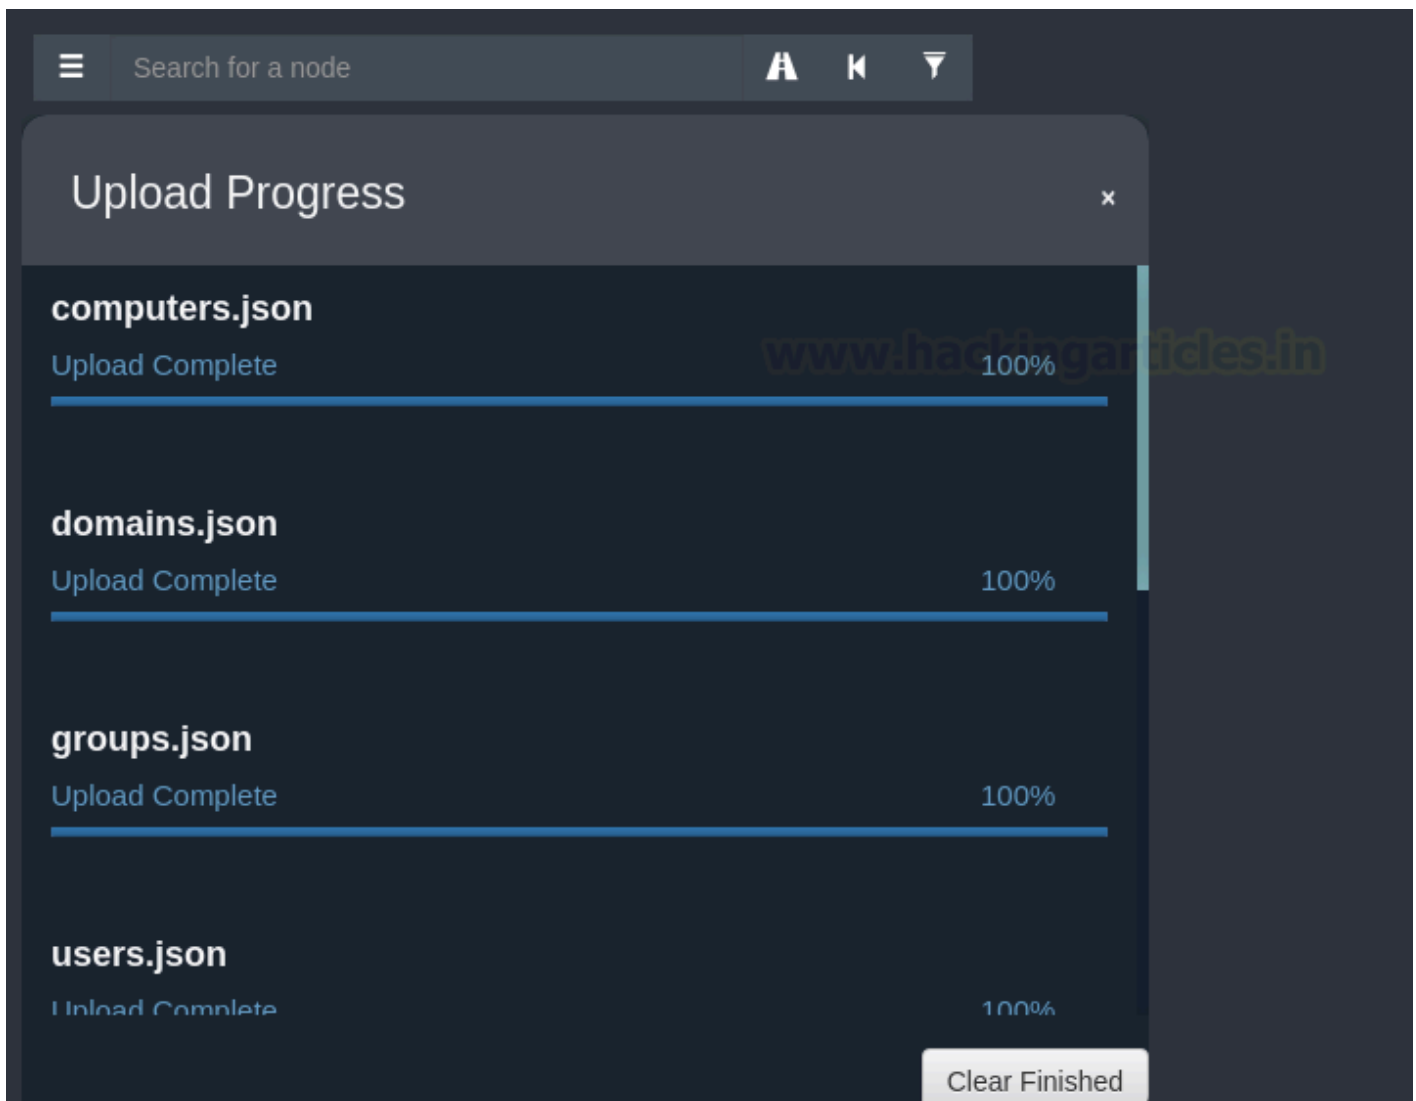 Search for a node
Upload Progress
×
computers.json
www.hackingarticles.in
Upload Complete 100%
domains.json
Upload Complete 100%
groups.json
Upload Complete 100%
users.json
Upload Complete 100%
Clear Finished